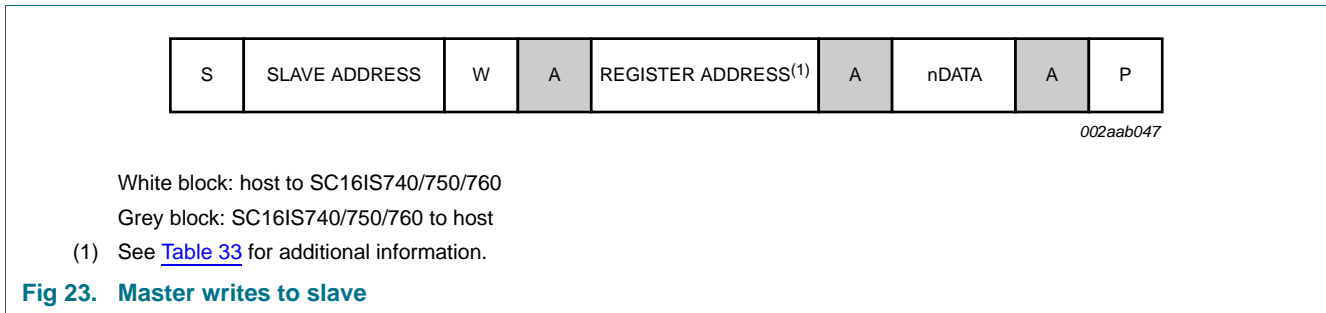 S SLAVE ADDRESS W A REGISTER ADDRESS(1) A nDATA A P
002aab047
White block: host to SC16IS740/750/760
Grey block: SC16IS740/750/760 to host
(1) See Table 33 for additional information.
Fig 23. Master writes to slave